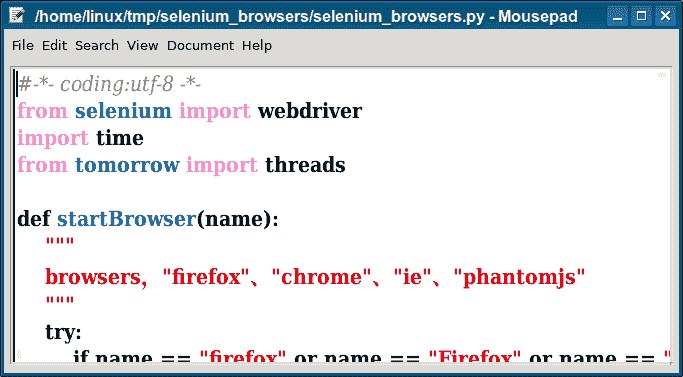 /home/linux/tmp/selenium_browsers/selenium_browsers.py - Mousepad
File Edit Search View Document Help
#-*- coding:utf-8 -*-
from selenium import webdriver
import time
from tomorrow import threads
def startBrowser(name):
"""
browsers, "firefox"、"chrome"、"ie"、"phantomjs"
"""
try:
if name == "firefox" or name == "Firefox" or name == "